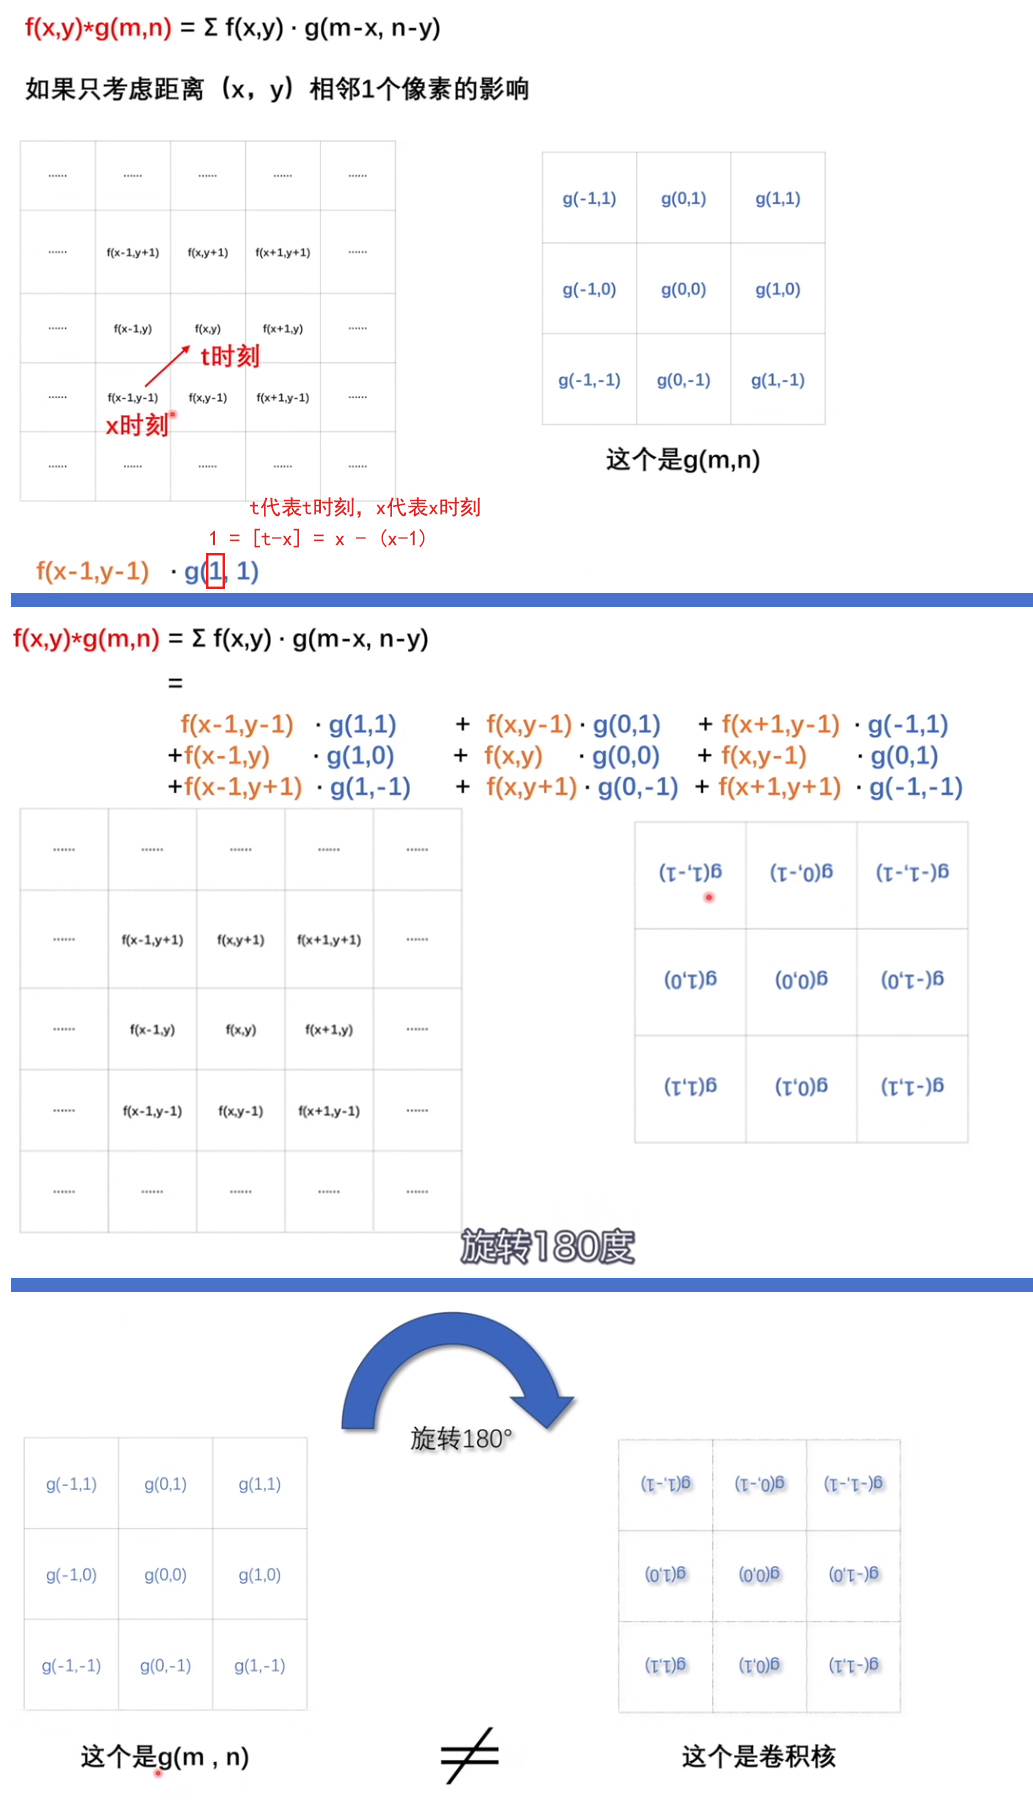 f(x,y)*g(m,n) = Σ f(x,y) · g(m-x, n-y)
如果只考虑距离（x，y）相邻1个像素的影响
...... ...... ...... ...... ......
...... f(x-1,y+1) f(x,y+1) f(x+1,y+1) ......
...... f(x-1,y) f(x,y) f(x+1,y) ......
t时刻
...... f(x-1,y-1) f(x,y-1) f(x+1,y-1) ......
x时刻
...... ...... ...... ...... ......
g(-1,1) g(0,1) g(1,1)
g(-1,0) g(0,0) g(1,0)
g(-1,-1) g(0,-1) g(1,-1)
这个是g(m,n)
t代表t时刻，x代表x时刻
1 = [t-x] = x - (x-1)
f(x-1,y-1) · g(1, 1)
f(x,y)*g(m,n) = Σ f(x,y) · g(m-x, n-y)
=
f(x-1,y-1) · g(1,1) + f(x,y-1) · g(0,1) + f(x+1,y-1) · g(-1,1)
+f(x-1,y) · g(1,0) + f(x,y) · g(0,0) + f(x,y-1) · g(0,1)
+f(x-1,y+1) · g(1,-1) + f(x,y+1) · g(0,-1) + f(x+1,y+1) · g(-1,-1)
...... ...... ...... ...... ......
...... f(x-1,y+1) f(x,y+1) f(x+1,y+1) ......
...... f(x-1,y) f(x,y) f(x+1,y) ......
...... f(x-1,y-1) f(x,y-1) f(x+1,y-1) ......
...... ...... ...... ...... ......
g(1,-1) g(0,-1) g(-1,-1)
g(1,0) g(0,0) g(-1,0)
g(1,1) g(0,1) g(-1,1)
旋转180度
旋转180°
g(-1,1) g(0,1) g(1,1)
g(-1,0) g(0,0) g(1,0)
g(-1,-1) g(0,-1) g(1,-1)
这个是g(m , n)
≠
g(1,-1) g(0,-1) g(-1,-1)
g(1,0) g(0,0) g(-1,0)
g(1,1) g(0,1) g(-1,1)
这个是卷积核